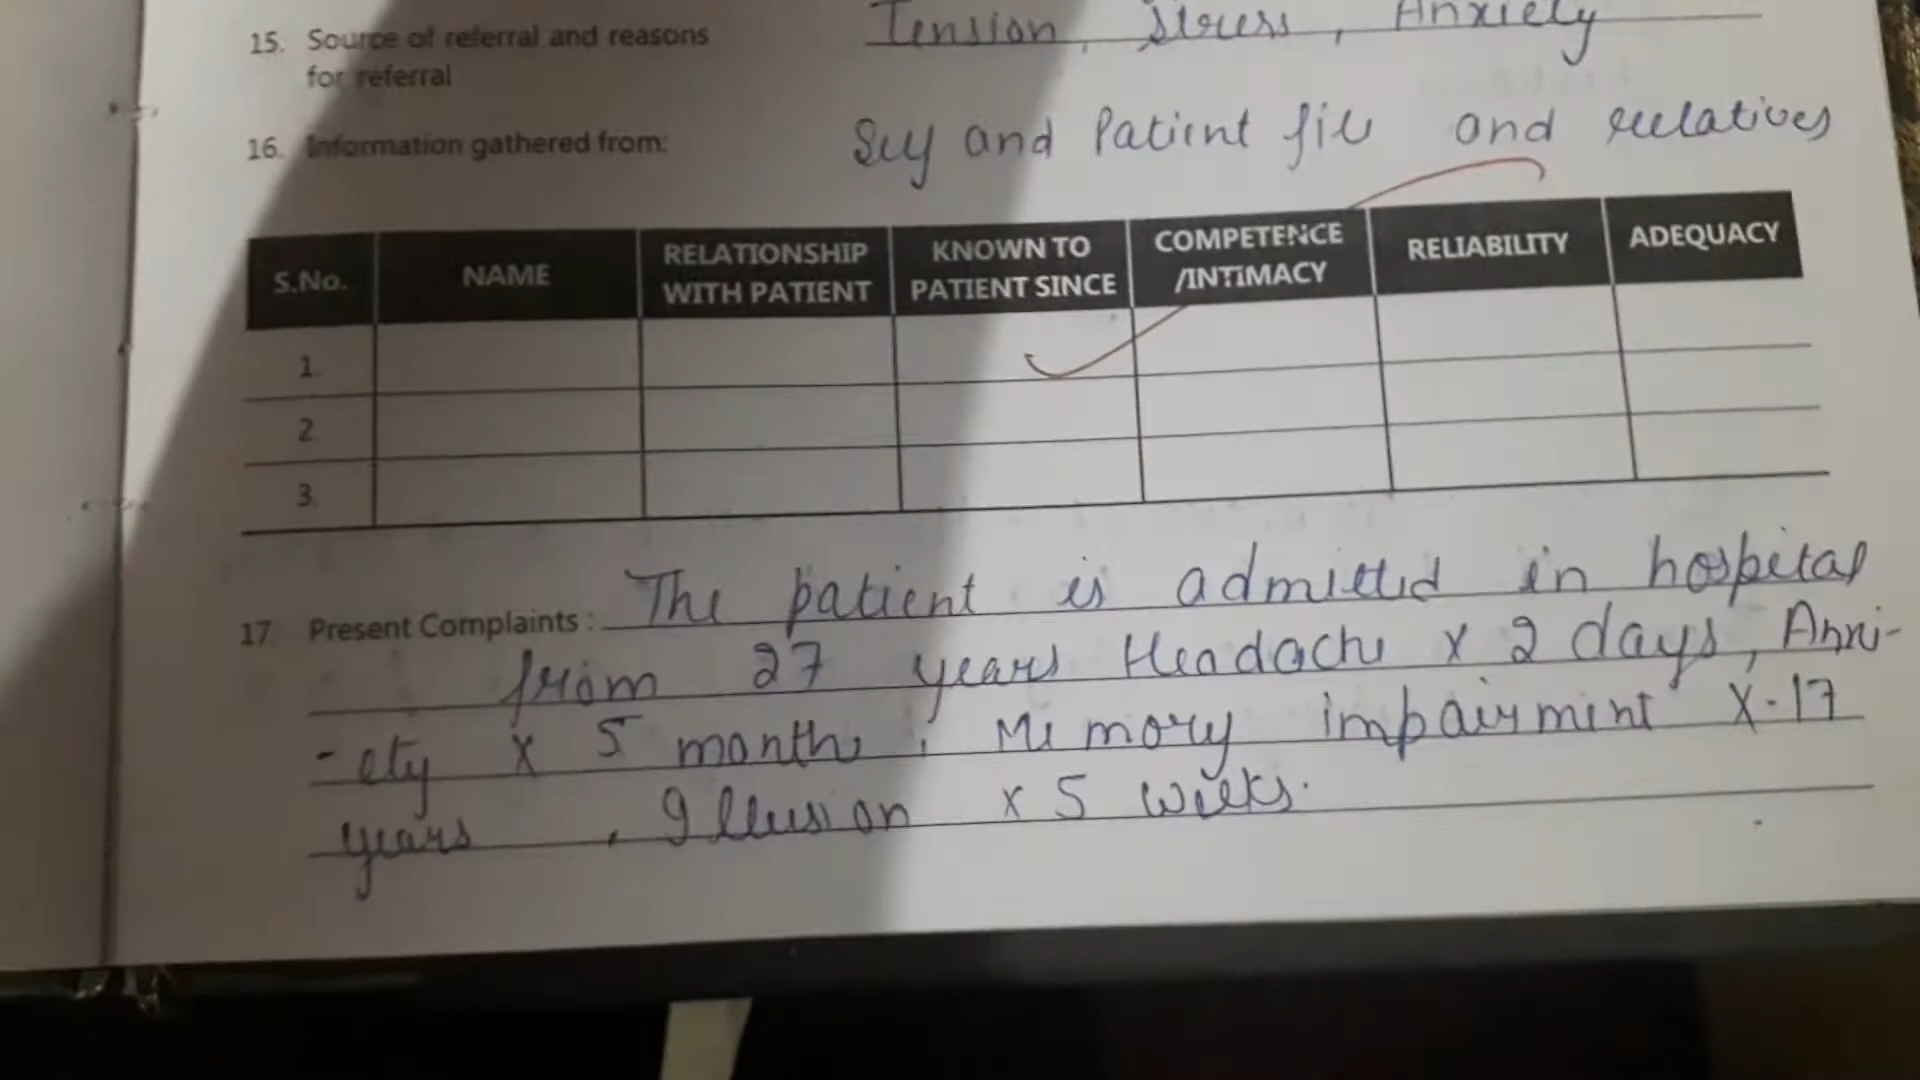 Tension, Stress, Anxiety
15. Source of referral and reasons
for referral
16. Information gathered from: Self and Patient file and relatives
S.No. NAME RELATIONSHIP WITH PATIENT KNOWN TO PATIENT SINCE COMPETENCE /INTIMACY RELIABILITY ADEQUACY
1.
2.
3.
17. Present Complaints : The patient is admitted in hospital
from 27 years Headache x 2 days, Anxi-
-ety x 5 months, Memory impairment X-17
years, Illusion x 5 weeks.